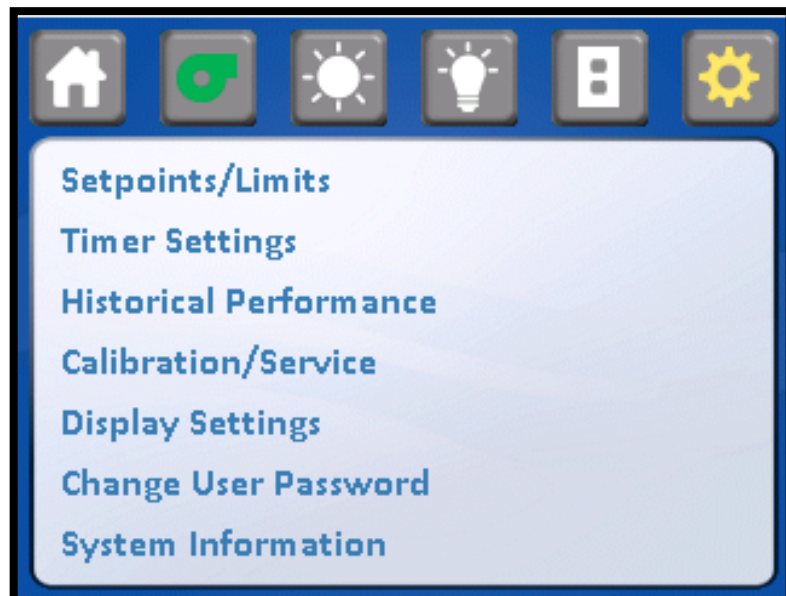 Setpoints/Limits
Timer Settings
Historical Performance
Calibration/Service
Display Settings
Change User Password
System Information